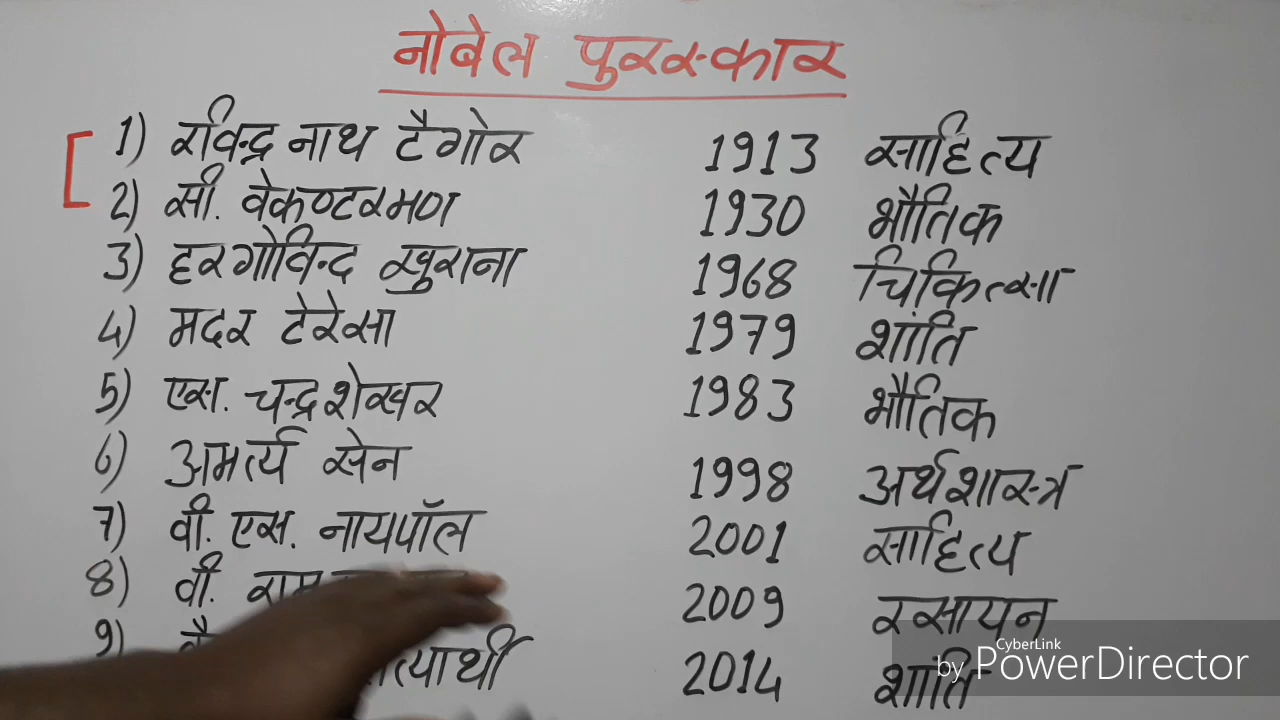 नोबेल पुरस्कार
1) रविन्द्र नाथ टैगोर 1913 साहित्य
2) सी. वेकण्टरमण 1930 भौतिक
3) हरगोविन्द खुराना 1968 चिकित्सा
4) मदर टेरेसा 1979 शांति
5) एस. चन्द्रशेखर 1983 भौतिक
6) अमर्त्य सेन 1998 अर्थशास्त्र
7) वी. एस. नायपॉल 2001 साहित्य
8) वी. 2009 रसायन
9) 2014 शांति
CyberLink
by PowerDirector